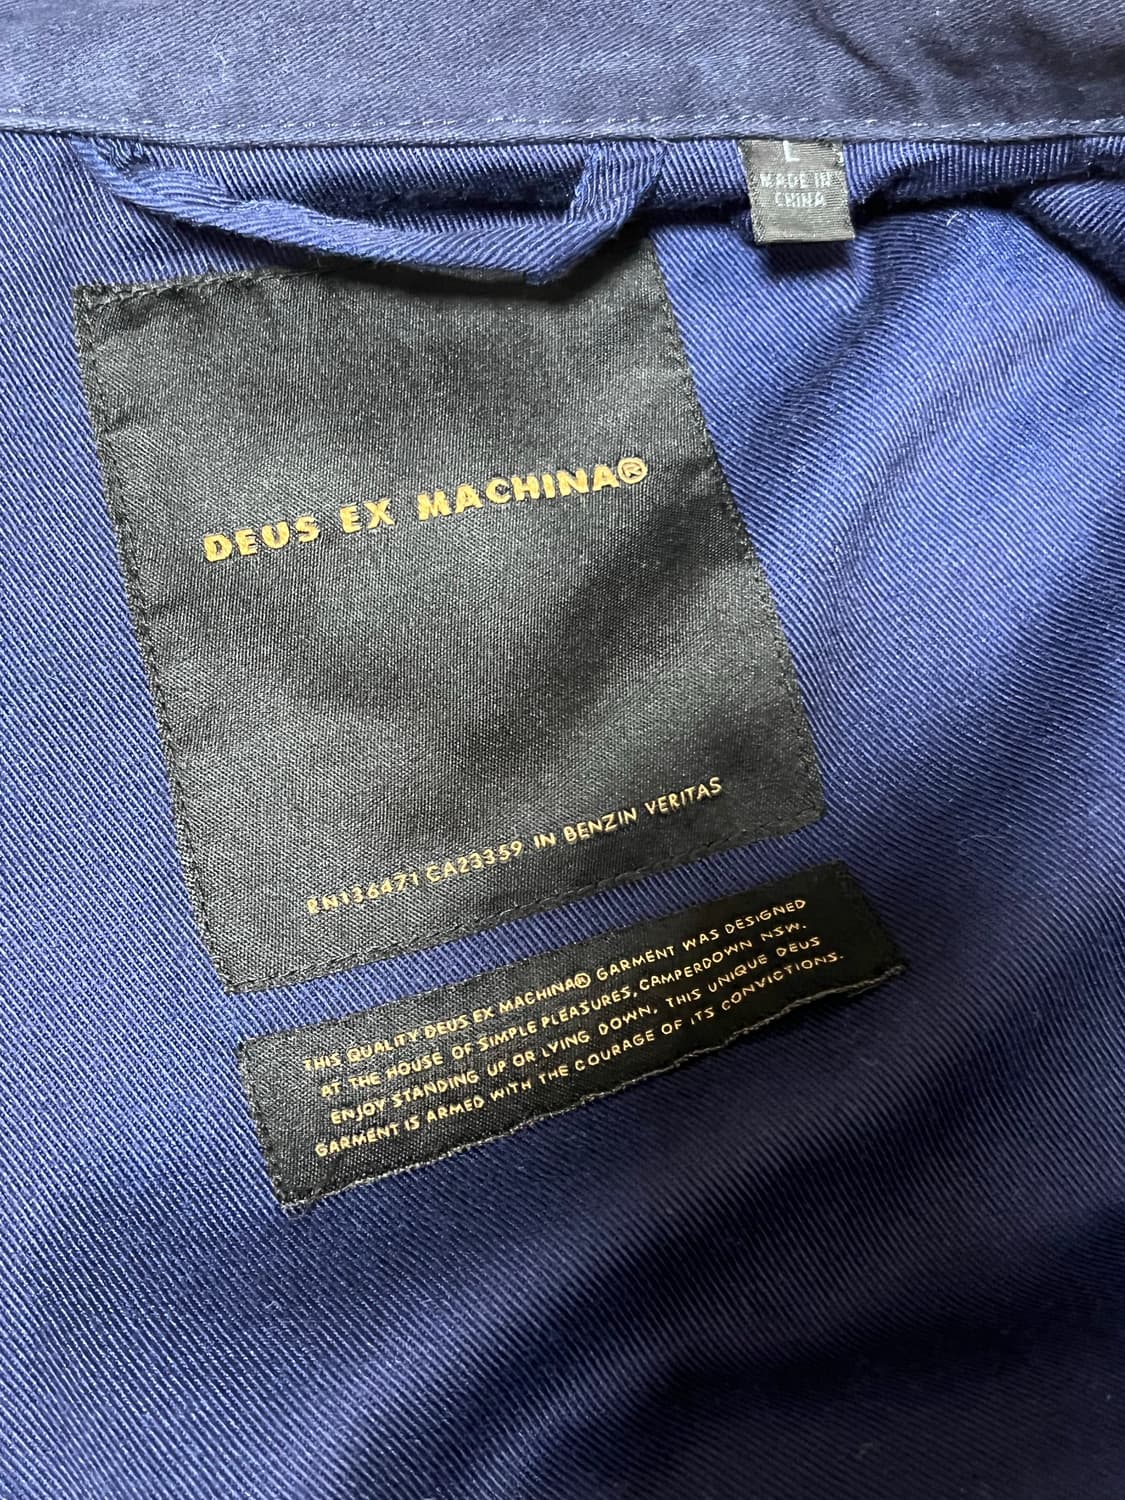 L
MADE IN
CHINA
DEUS EX MACHINA®
RN136471 CA23359 IN BENZIN VERITAS
THIS QUALITY DEUS EX MACHINA® GARMENT WAS DESIGNED
AT THE HOUSE OF SIMPLE PLEASURES, CAMPERDOWN NSW.
ENJOY STANDING UP OR LYING DOWN, THIS UNIQUE DEUS
GARMENT IS ARMED WITH THE COURAGE OF ITS CONVICTIONS.